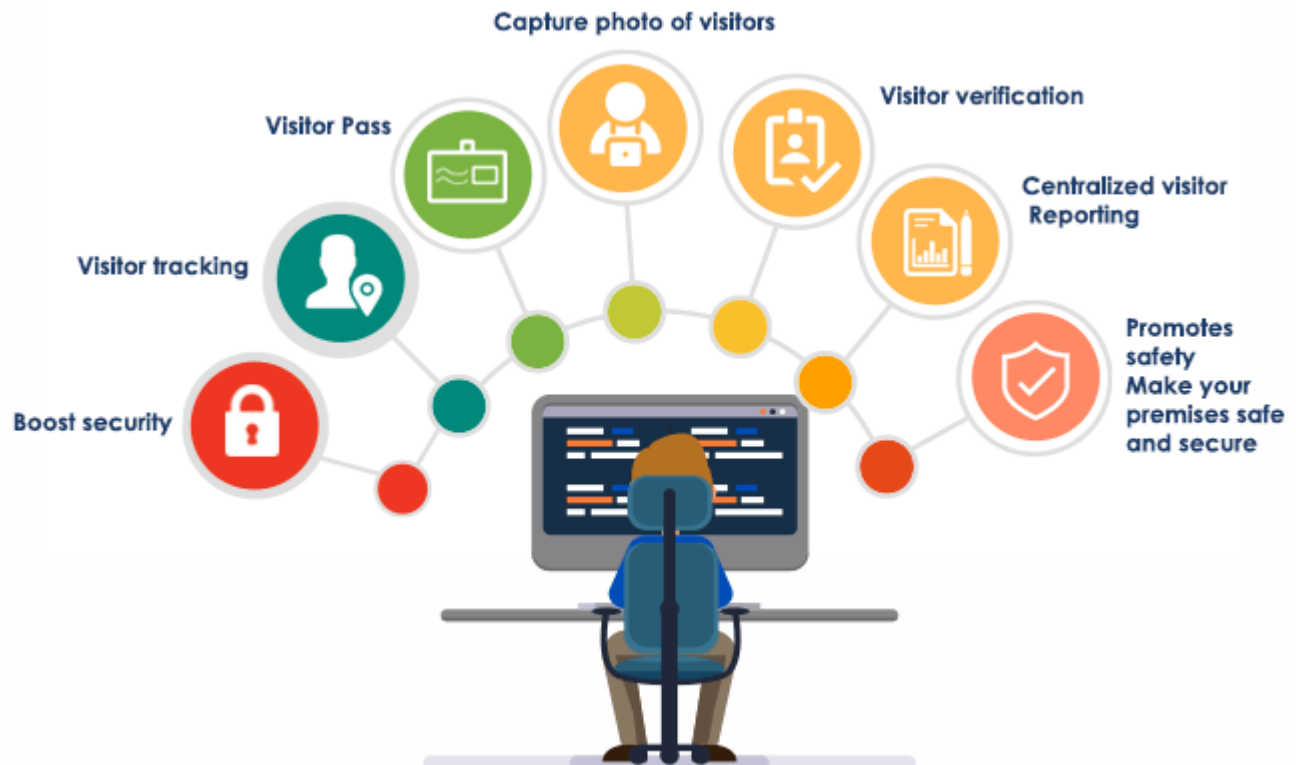 Capture photo of visitors
Visitor Pass
Visitor verification
Visitor tracking
Centralized visitor
Reporting
Boost security
Promotes
safety
Make your
premises safe
and secure